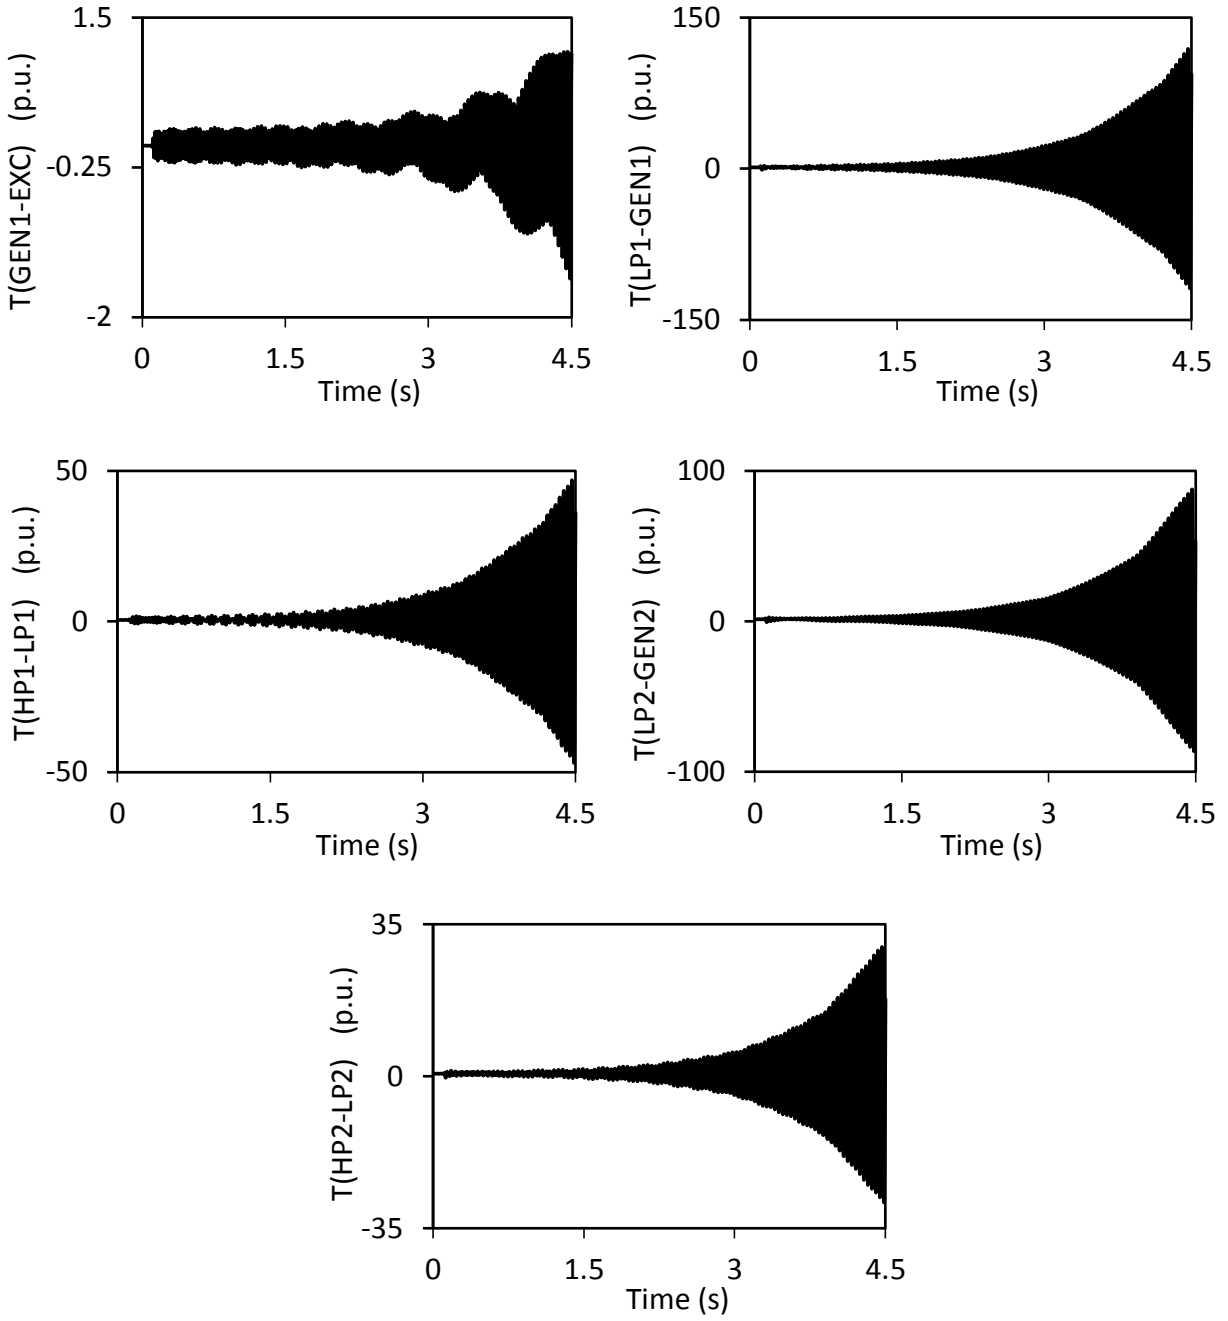 1.5
-0.25
-2
0 1.5 3 4.5
Time (s)
T(GEN1-EXC) (p.u.)
150
0
-150
0 1.5 3 4.5
Time (s)
T(LP1-GEN1) (p.u.)
50
0
-50
0 1.5 3 4.5
Time (s)
T(HP1-LP1) (p.u.)
100
0
-100
0 1.5 3 4.5
Time (s)
T(LP2-GEN2) (p.u.)
35
0
-35
0 1.5 3 4.5
Time (s)
T(HP2-LP2) (p.u.)